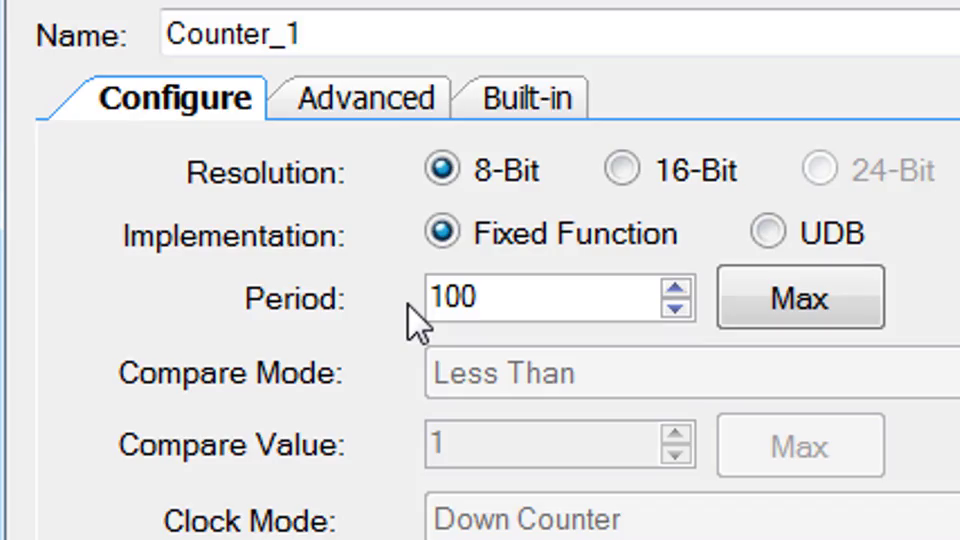 Name: Counter_1
Configure Advanced Built-in
Resolution: 8-Bit 16-Bit 24-Bit
Implementation: Fixed Function UDB
Period: 100 Max
Compare Mode: Less Than
Compare Value: 1 Max
Clock Mode: Down Counter